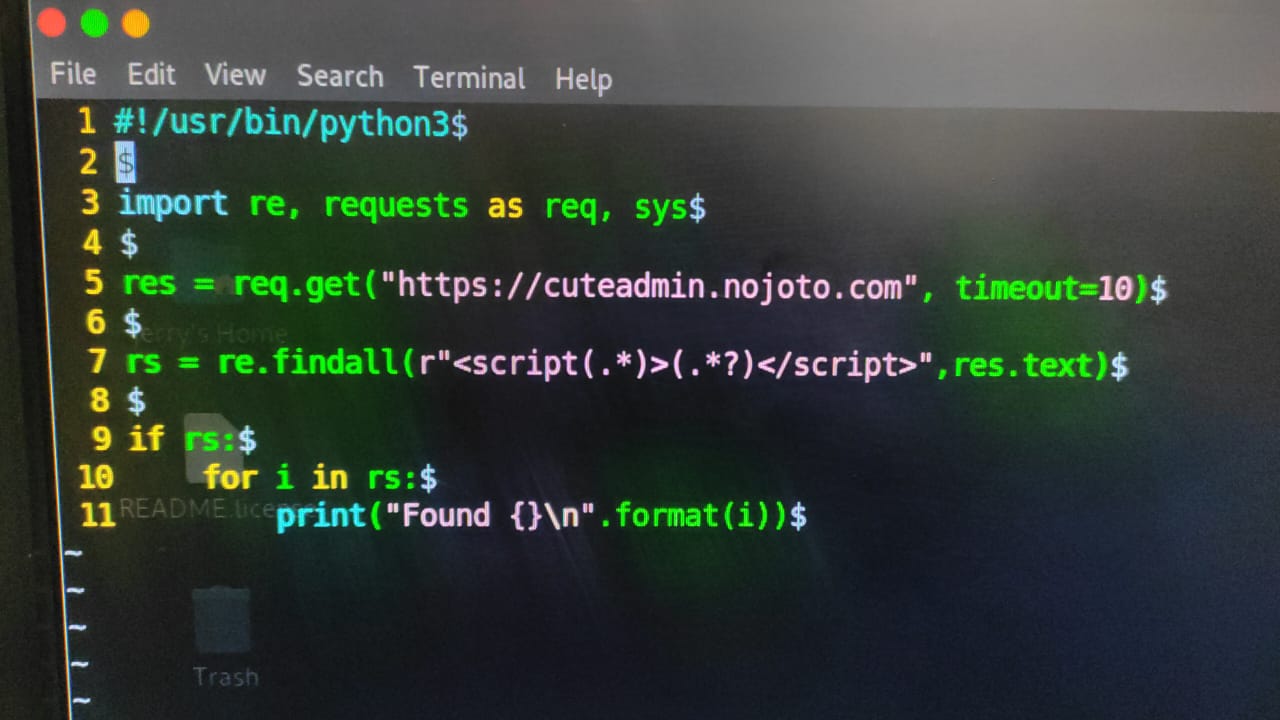 File Edit View Search Terminal Help
1 #!/usr/bin/python3$
2 $
3 import re, requests as req, sys$
4 $
5 res = req.get("https://cuteadmin.nojoto.com", timeout=10)$
6 $
7 rs = re.findall(r"<script(.*)>(.*?)</script>",res.text)$
8 $
9 if rs:$
10     for i in rs:$
11         print("Found {}\n".format(i))$
~
~
~
~
~
erry's Home
README.license
Trash